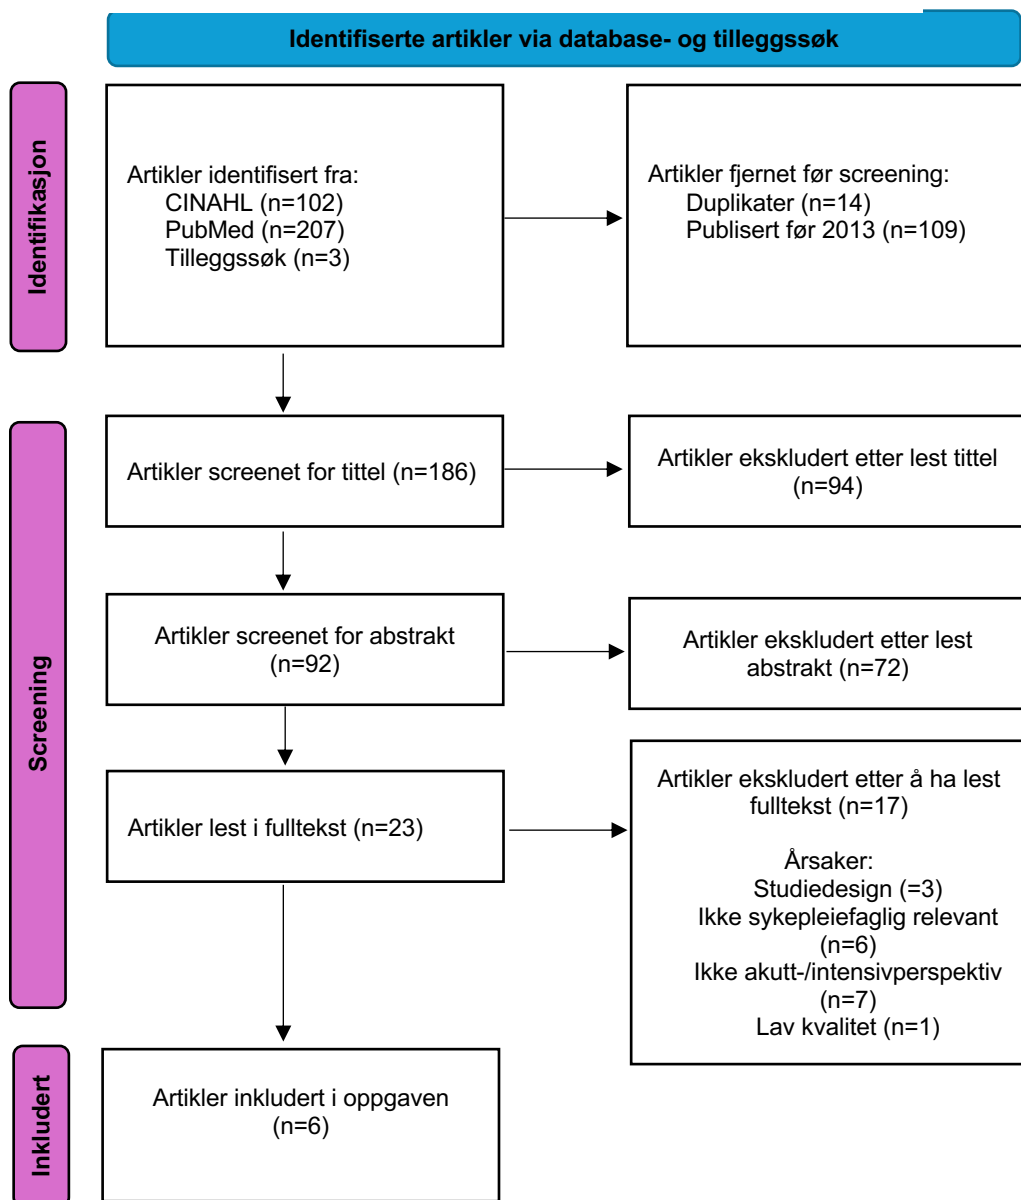 Identifiserte artikler via database- og tilleggssøk
Identifikasjon
Artikler identifisert fra:
CINAHL (n=102)
PubMed (n=207)
Tilleggssøk (n=3)
Artikler fjernet før screening:
Duplikater (n=14)
Publisert før 2013 (n=109)
Screening
Artikler screenet for tittel (n=186)
Artikler ekskludert etter lest tittel
(n=94)
Artikler screenet for abstrakt
(n=92)
Artikler ekskludert etter lest
abstrakt (n=72)
Artikler lest i fulltekst (n=23)
Artikler ekskludert etter å ha lest
fulltekst (n=17)
Årsaker:
Studiedesign (=3)
Ikke sykepleiefaglig relevant
(n=6)
Ikke akutt-/intensivperspektiv
(n=7)
Lav kvalitet (n=1)
Inkludert
Artikler inkludert i oppgaven
(n=6)